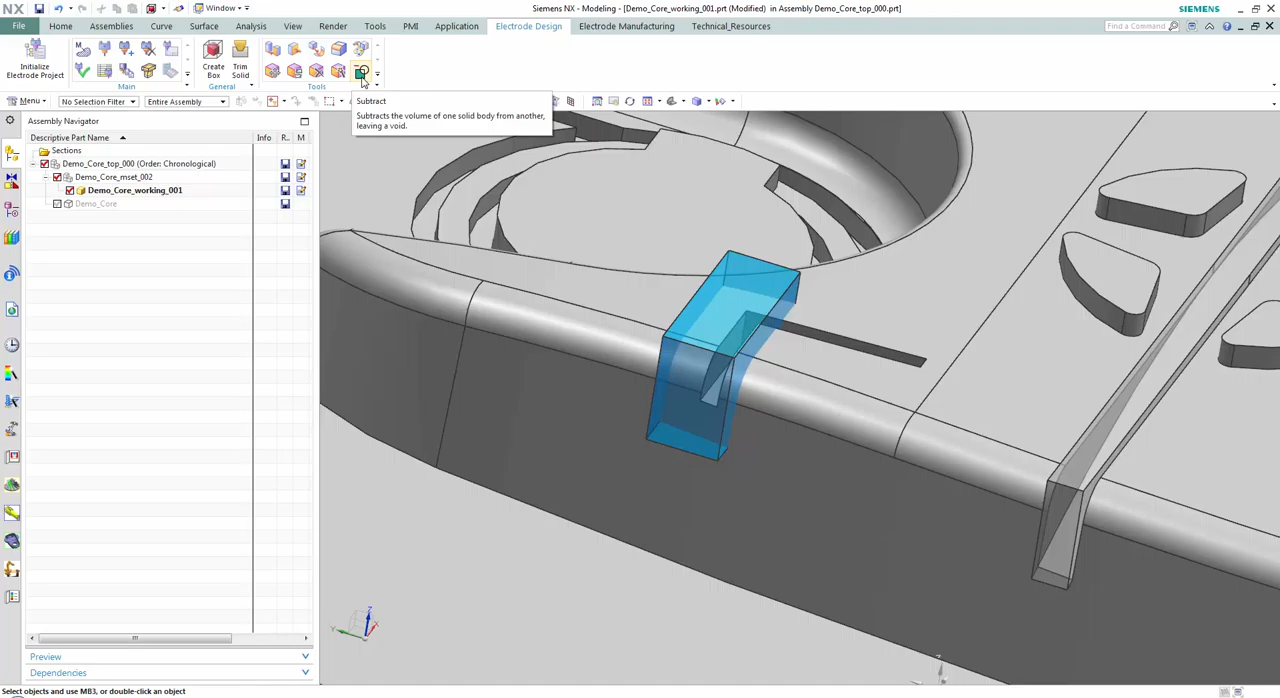 NX
Window
Siemens NX - Modeling - [Demo_Core_working_001.prt (Modified) in Assembly Demo_Core_top_000.prt]
SIEMENS
File
Home
Assemblies
Curve
Surface
Analysis
View
Render
Tools
PMI
Application
Electrode Design
Electrode Manufacturing
Technical_Resources
Find a Command
Initialize
Electrode Project
Main
Create
Box
Trim
Solid
General
Tools
Menu
No Selection Filter
Entire Assembly
Subtract
Subtracts the volume of one solid body from another,
leaving a void.
Assembly Navigator
Descriptive Part Name
Info
R..
M
Sections
Demo_Core_top_000 (Order: Chronological)
Demo_Core_mset_002
Demo_Core_working_001
Demo_Core
Preview
Dependencies
Z
Y
X
Select objects and use MB3, or double-click an object